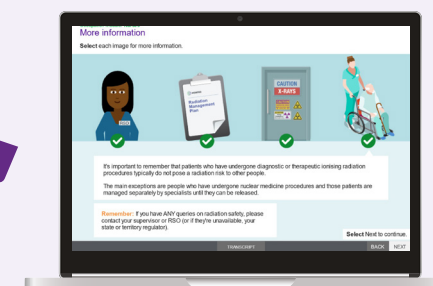 More information
Select each image for more information.
Radiation
Management
Plan
CAUTION
X-RAYS
It's important to remember that patients who have undergone diagnostic or therapeutic ionising radiation
procedures typically do not pose a radiation risk to other people.
The main exceptions are people who have undergone nuclear medicine procedures and those patients are
managed separately by specialists until they can be released.
Remember: If you have ANY queries on radiation safety, please
contact your supervisor or RSO (or if they're unavailable, your
state or territory regulator).
Select Next to continue.
TRANSCRIPT
BACK
NEXT